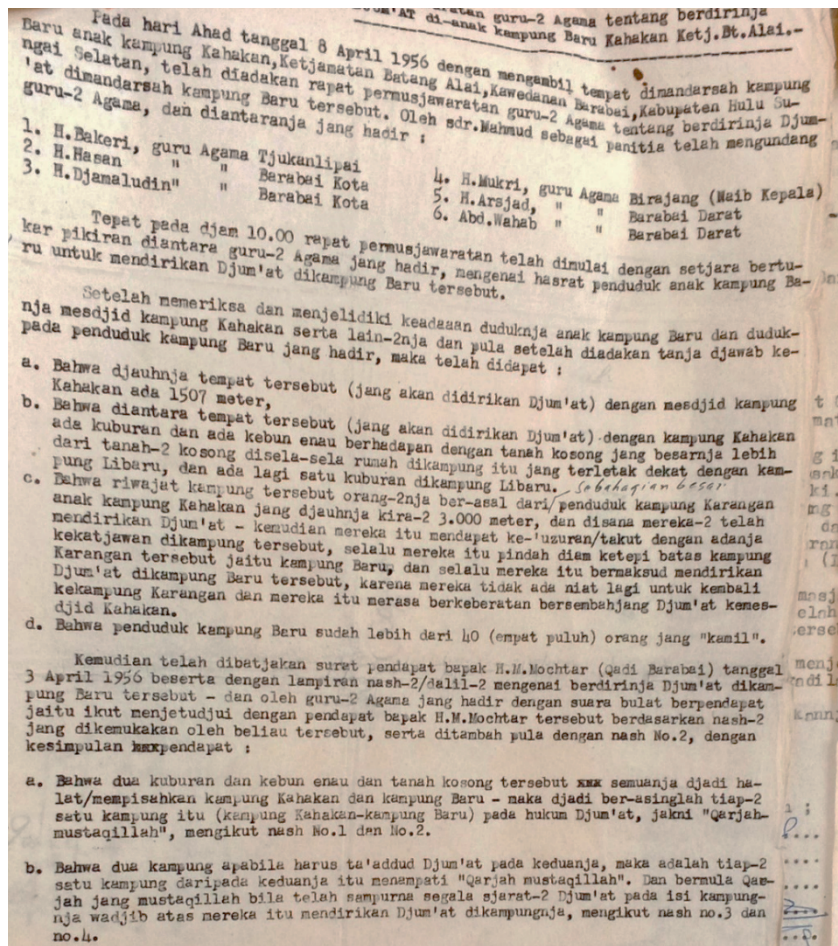 ratan guru-2 Agama tentang berdirinja
DJUM'AT di-anak kampung Baru Kahakan Ketj.Bt.Alai.-
Pada hari Ahad tanggal 8 April 1956 dengan mengambil tempat dimandarsah kampung
Baru anak kampung Kahakan,Ketjamatan Batang Alai,Kawedanan Barabai,Kabupaten Hulu Su-
ngai Selatan, telah diadakan rapat permusjawaratan guru-2 Agama tentang berdirinja Djum-
'at dimandarsah kampung Baru tersebut. Oleh sdr.Mahmud sebagai panitia telah mengundang
guru-2 Agama, dan diantaranja jang hadir :
1. H.Bakeri, guru Agama Tjukanlipai
2. H.Hasan " " Barabai Kota
3. H.Djamaludin" " Barabai Kota
4. H.Mukri, guru Agama Birajang (Naib Kepala)
5. H.Arsjad, " " Barabai Darat
6. Abd.Wahab " " Barabai Darat
Tepat pada djam 10.00 rapat permusjawaratan telah dimulai dengan setjara bertu-
kar pikiran diantara guru-2 Agama jang hadir, mengenai hasrat penduduk anak kampung Ba-
ru untuk mendirikan Djum'at dikampung Baru tersebut.
Setelah memeriksa dan menjelidiki keadaaan duduknja anak kampung Baru dan duduk-
nja mesdjid kampung Kahakan serta lain-2nja dan pula setelah diadakan tanja djawab ke-
pada penduduk kampung Baru jang hadir, maka telah didapat :
a. Bahwa djauhnja tempat tersebut (jang akan didirikan Djum'at) dengan mesdjid kampung
Kahakan ada 1507 meter,
b. Bahwa diantara tempat tersebut (jang akan didirikan Djum'at) dengan kampung Kahakan
ada kuburan dan ada kebun enau berhadapan dengan tanah kosong jang besarnja lebih
dari tanah-2 kosong disela-sela rumah dikampung itu jang terletak dekat dengan kam-
pung Libaru, dan ada lagi satu kuburan dikampung Libaru. Sebahagian besar
c. Bahwa riwajat kampung tersebut orang-2nja ber-asal dari/penduduk kampung Karangan
anak kampung Kahakan jang djauhnja kira-2 3.000 meter, dan disana mereka-2 telah
mendirikan Djum'at - kemudian mereka itu mendapat ke-'uzuran/takut dengan adanja
kekatjawan dikampung tersebut, selalu mereka itu pindah diam ketepi batas kampung
Karangan tersebut jaitu kampung Baru, dan selalu mereka itu bermaksud mendirikan
Djum'at dikampung Baru tersebut, karena mereka tidak ada niat lagi untuk kembali
kekampung Karangan dan mereka itu merasa berkeberatan bersembahjang Djum'at kemes-
djid Kahakan.
d. Bahwa penduduk kampung Baru sudah lebih dari 40 (empat puluh) orang jang "kamil".
Kemudian telah dibatjakan surat pendapat bapak H.M.Mochtar (Qadi Barabai) tanggal
3 April 1956 beserta dengan lampiran nash-2/dalil-2 mengenai berdirinja Djum'at dikam-
pung Baru tersebut - dan oleh guru-2 Agama jang hadir dengan suara bulat berpendapat
jaitu ikut menjetudjui dengan pendapat bapak H.M.Mochtar tersebut berdasarkan nash-2
jang dikemukakan oleh beliau tersebut, serta ditambah pula dengan nash No.2, dengan
kesimpulan pendapat :
a. Bahwa dua kuburan dan kebun enau dan tanah kosong tersebut xxx semuanja djadi ha-
lat/mempisahkan kampung Kahakan dan kampung Baru - maka djadi ber-asinglah tiap-2
satu kampung itu (kampung Kahakan-kampung Baru) pada hukum Djum'at, jakni "Qarjah-
mustaqillah", mengikut nash No.1 dan No.2.
b. Bahwa dua kampung apabila harus ta'addud Djum'at pada keduanja, maka adalah tiap-2
satu kampung daripada keduanja itu menampati "Qarjah mustaqillah". Dan bermula Qar-
jah jang mustaqillah bila telah sampurna segala sjarat-2 Djum'at pada isi kampung-
nja wadjib atas mereka itu mendirikan Djum'at dikampungnja, mengikut nash no.3 dan
no.4.